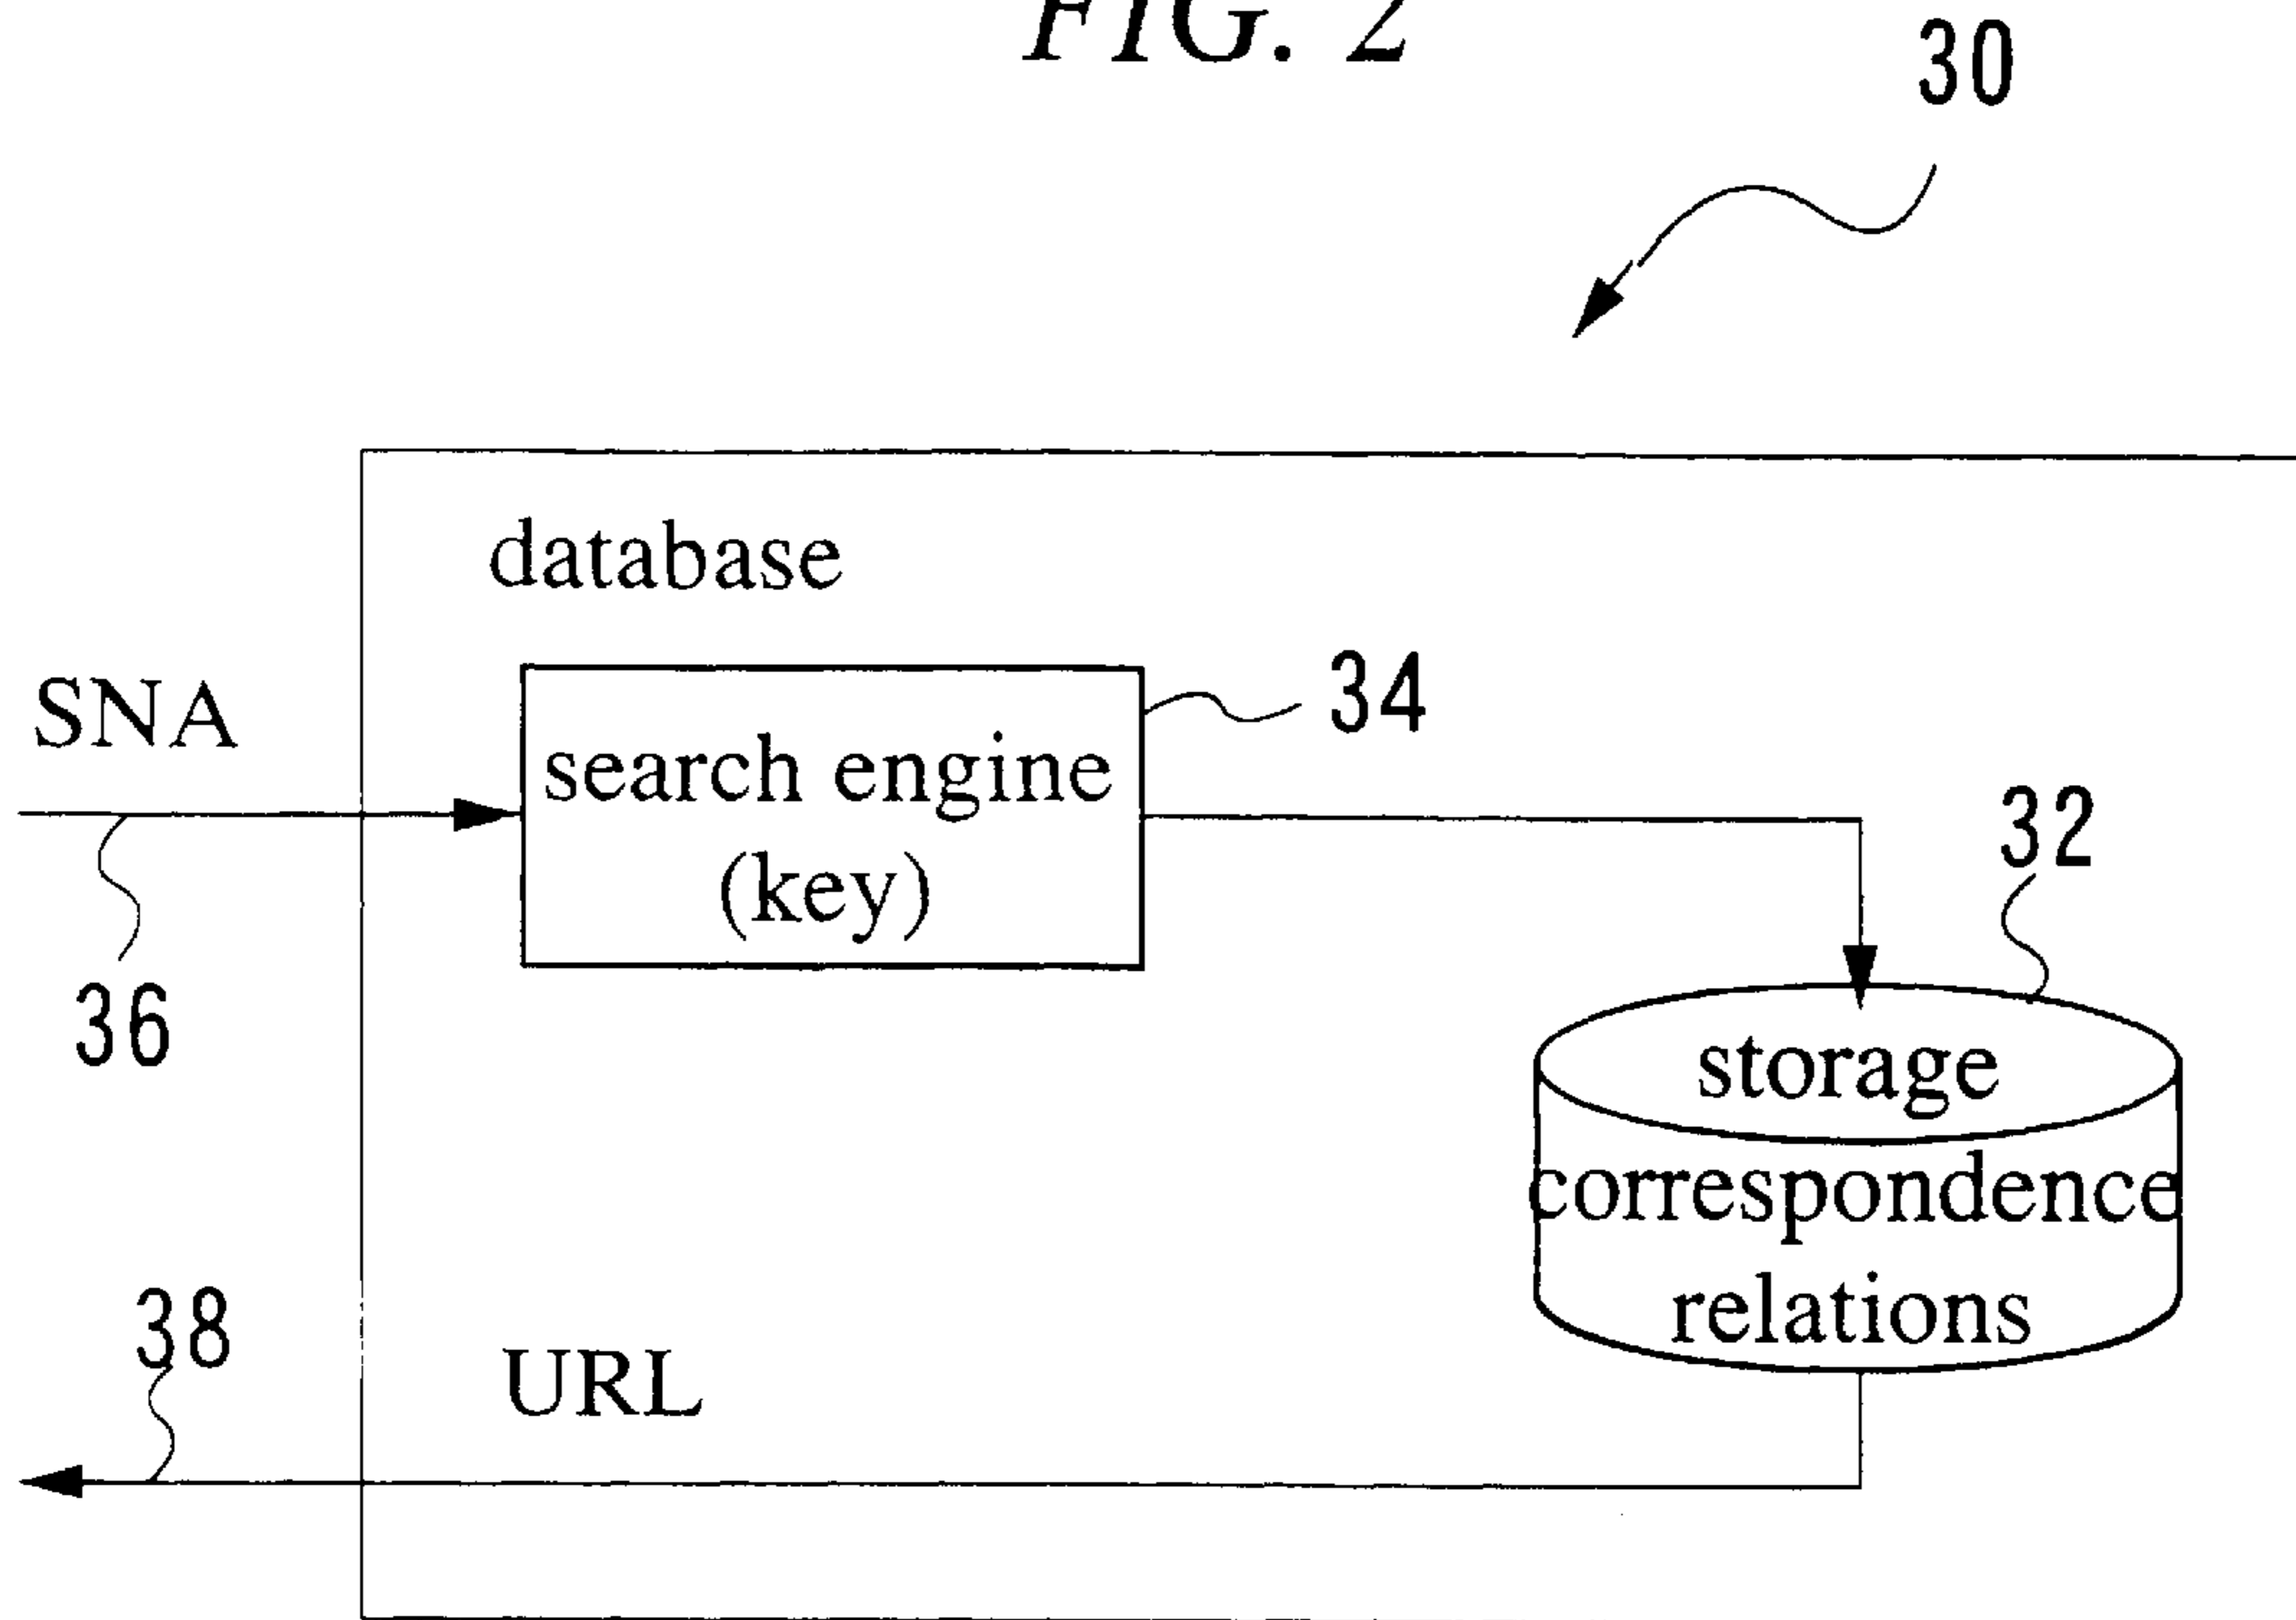 FIG. 2
30
database
SNA
34
search engine
(key)
32
36
storage
correspondence
relations
38
URL